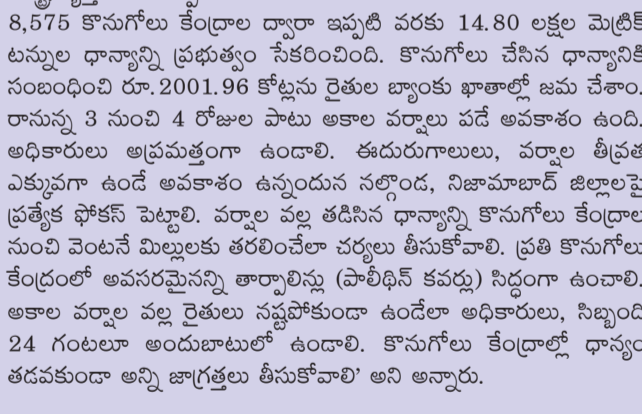 8,575 కొనుగోలు కేంద్రాల ద్వారా ఇప్పటి వరకు 14.80 లక్షల మెట్రిక్
టన్నుల ధాన్యాన్ని ప్రభుత్వం సేకరించింది. కొనుగోలు చేసిన ధాన్యానికి
సంబంధించి రూ.2001.96 కోట్లను రైతుల బ్యాంకు ఖాతాల్లో జమ చేశాం.
రానున్న 3 నుంచి 4 రోజుల పాటు అకాల వర్షాలు పడే అవకాశం ఉంది.
అధికారులు అప్రమత్తంగా ఉండాలి. ఈదురుగాలులు, వర్షాల తీవ్రత
ఎక్కువగా ఉండే అవకాశం ఉన్నందున నల్గొండ, నిజామాబాద్ జిల్లాలపై
ప్రత్యేక ఫోకస్ పెట్టాలి. వర్షాల వల్ల తడిసిన ధాన్యాన్ని కొనుగోలు కేంద్రాల
నుంచి వెంటనే మిల్లులకు తరలించేలా చర్యలు తీసుకోవాలి. ప్రతి కొనుగోలు
కేంద్రంలో అవసరమైనన్ని తార్పాలిన్లు (పాలీథిన్ కవర్లు) సిద్ధంగా ఉంచాలి.
అకాల వర్షాల వల్ల రైతులు నష్టపోకుండా ఉండేలా అధికారులు, సిబ్బంది
24 గంటలూ అందుబాటులో ఉండాలి. కొనుగోలు కేంద్రాల్లో ధాన్యం
తడవకుండా అన్ని జాగ్రత్తలు తీసుకోవాలి' అని అన్నారు.